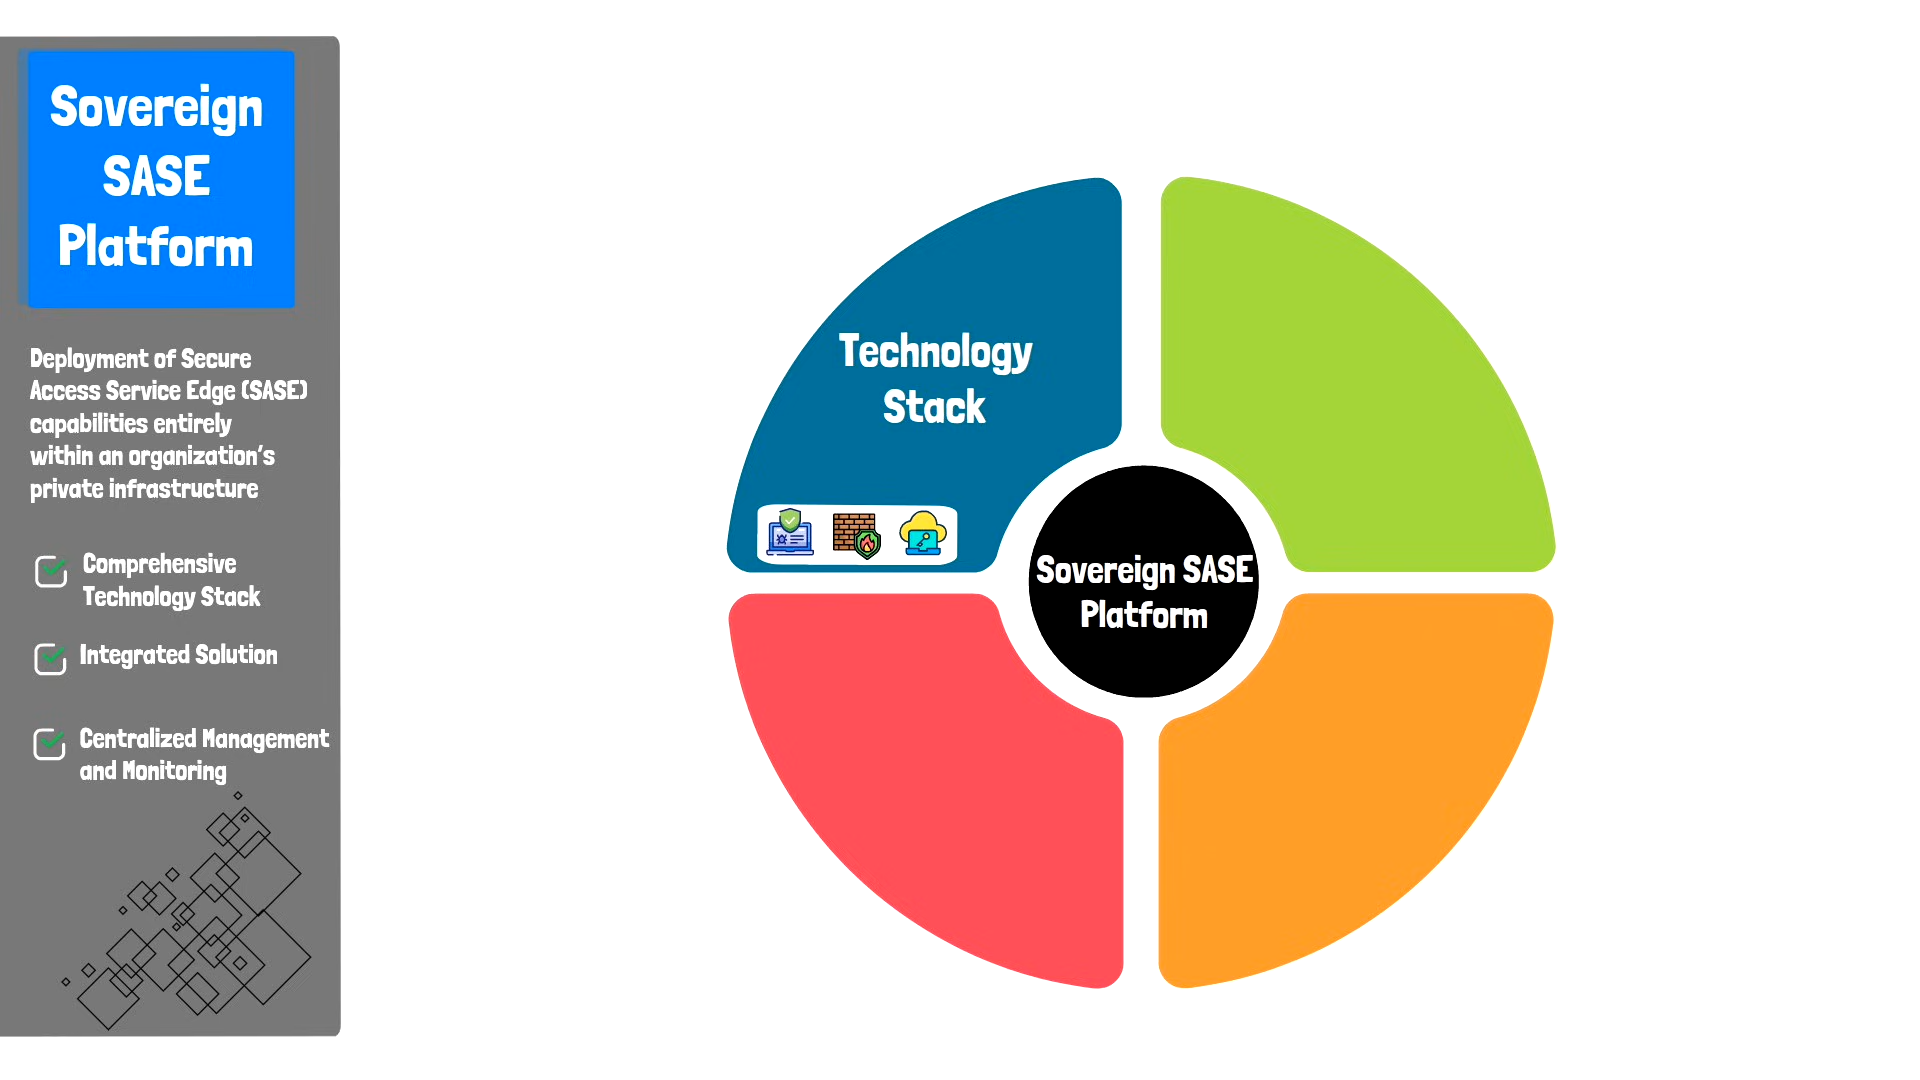 Sovereign
SASE
Platform
Deployment of Secure
Access Service Edge (SASE)
capabilities entirely
within an organization's
private infrastructure
Comprehensive
Technology Stack
Integrated Solution
Centralized Management
and Monitoring
Technology
Stack
Sovereign SASE
Platform